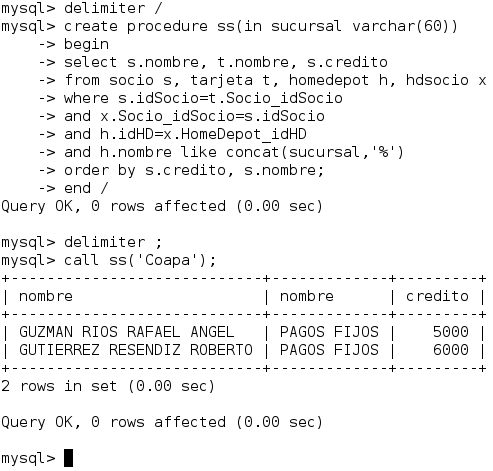 mysql> delimiter /
mysql> create procedure ss(in sucursal varchar(60))
    -> begin
    -> select s.nombre, t.nombre, s.credito
    -> from socio s, tarjeta t, homedepot h, hdsocio x
    -> where s.idSocio=t.Socio_idSocio
    -> and x.Socio_idSocio=s.idSocio
    -> and h.idHD=x.HomeDepot_idHD
    -> and h.nombre like concat(sucursal,'%')
    -> order by s.credito, s.nombre;
    -> end /
Query OK, 0 rows affected (0.00 sec)

mysql> delimiter ;
mysql> call ss('Coapa');
+----------------------------+-------------+---------+
| nombre                     | nombre      | credito |
+----------------------------+-------------+---------+
| GUZMAN RIOS RAFAEL ANGEL   | PAGOS FIJOS |    5000 |
| GUTIERREZ RESENDIZ ROBERTO | PAGOS FIJOS |    6000 |
+----------------------------+-------------+---------+
2 rows in set (0.00 sec)

Query OK, 0 rows affected (0.00 sec)

mysql>